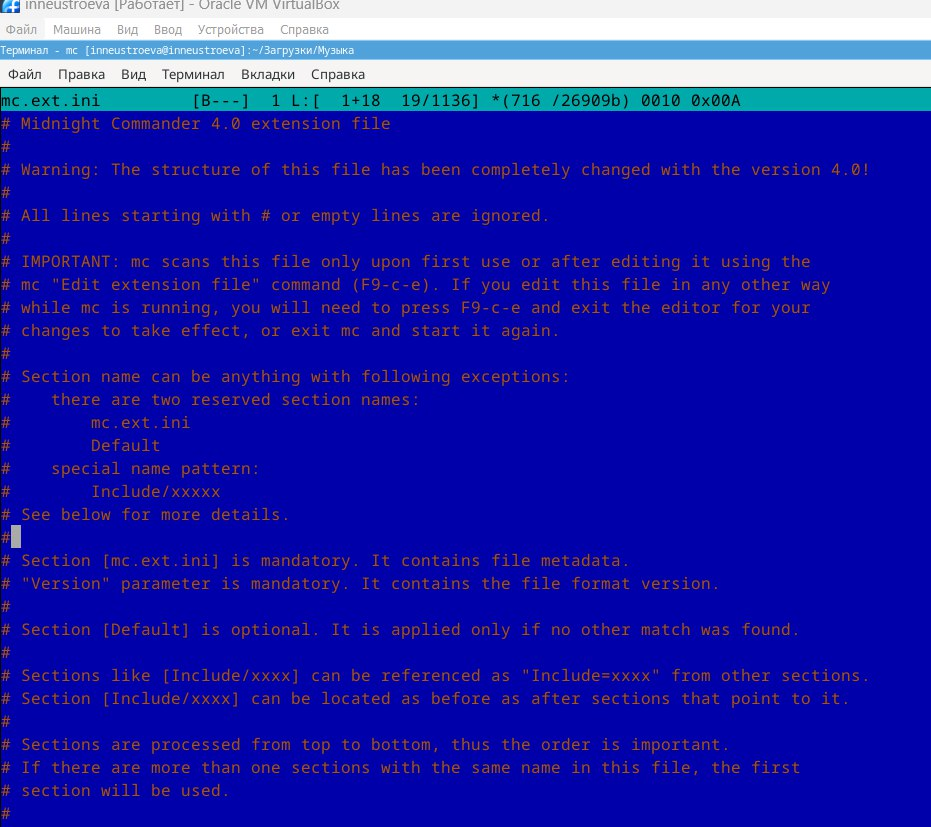 inneustroeva [Работает] - Oracle VM VirtualBox
Файл Машина Вид Ввод Устройства Справка
Терминал - mc [inneustroeva@inneustroeva]:~/Загрузки/Музыка
Файл Правка Вид Терминал Вкладки Справка
mc.ext.ini [B---] 1 L:[ 1+18 19/1136] *(716 /26909b) 0010 0x00A
# Midnight Commander 4.0 extension file
#
# Warning: The structure of this file has been completely changed with the version 4.0!
#
# All lines starting with # or empty lines are ignored.
#
# IMPORTANT: mc scans this file only upon first use or after editing it using the
# mc "Edit extension file" command (F9-c-e). If you edit this file in any other way
# while mc is running, you will need to press F9-c-e and exit the editor for your
# changes to take effect, or exit mc and start it again.
#
# Section name can be anything with following exceptions:
#    there are two reserved section names:
#        mc.ext.ini
#        Default
#    special name pattern:
#        Include/xxxxx
# See below for more details.
#
# Section [mc.ext.ini] is mandatory. It contains file metadata.
# "Version" parameter is mandatory. It contains the file format version.
#
# Section [Default] is optional. It is applied only if no other match was found.
#
# Sections like [Include/xxxx] can be referenced as "Include=xxxx" from other sections.
# Section [Include/xxxx] can be located as before as after sections that point to it.
#
# Sections are processed from top to bottom, thus the order is important.
# If there are more than one sections with the same name in this file, the first
# section will be used.
#